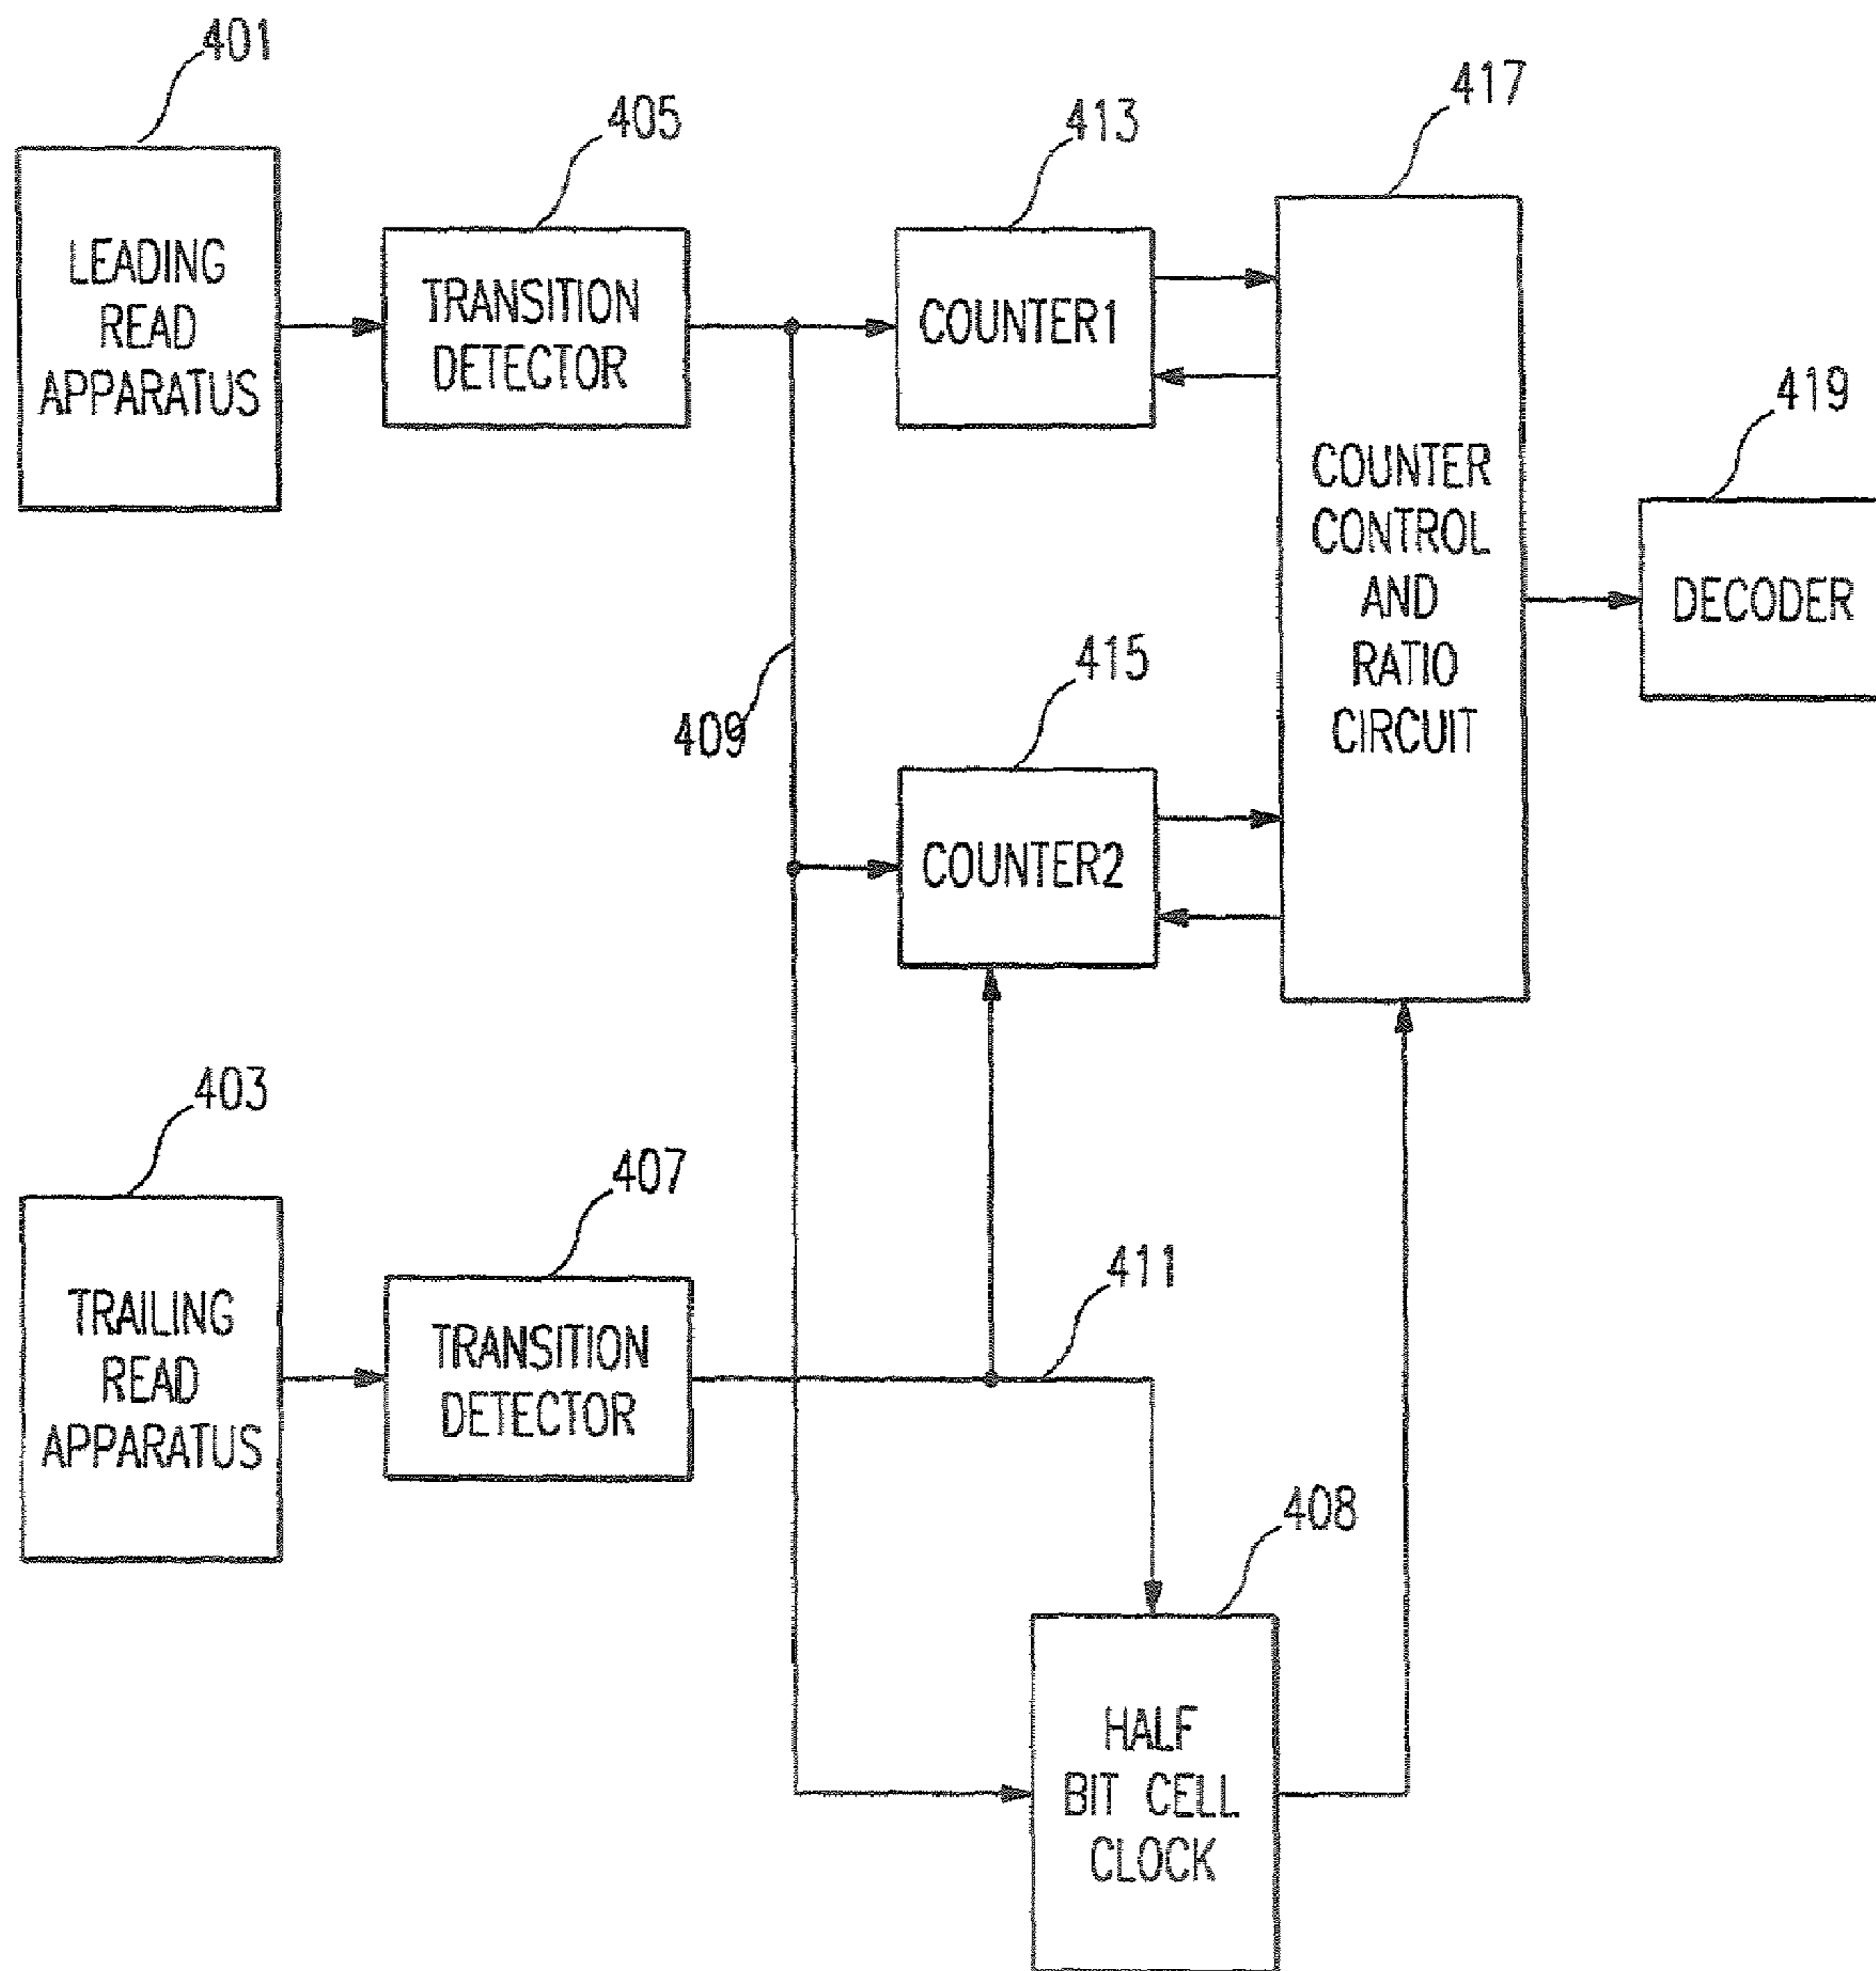 401
LEADING
READ
APPARATUS
405
TRANSITION
DETECTOR
413
COUNTER1
417
COUNTER
CONTROL
AND
RATIO
CIRCUIT
419
DECODER
409
415
COUNTER2
403
TRAILING
READ
APPARATUS
407
TRANSITION
DETECTOR
411
408
HALF
BIT CELL
CLOCK